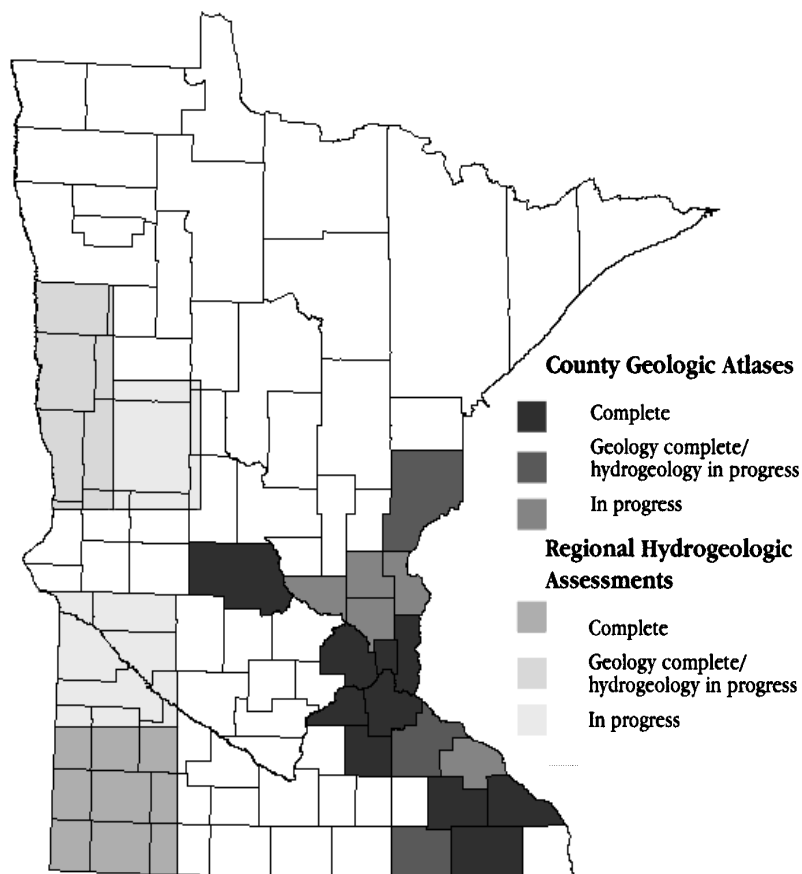 County Geologic Atlases
Complete
Geology complete/
hydrogeology in progress
In progress
Regional Hydrogeologic
Assessments
Complete
Geology complete/
hydrogeology in progress
In progress